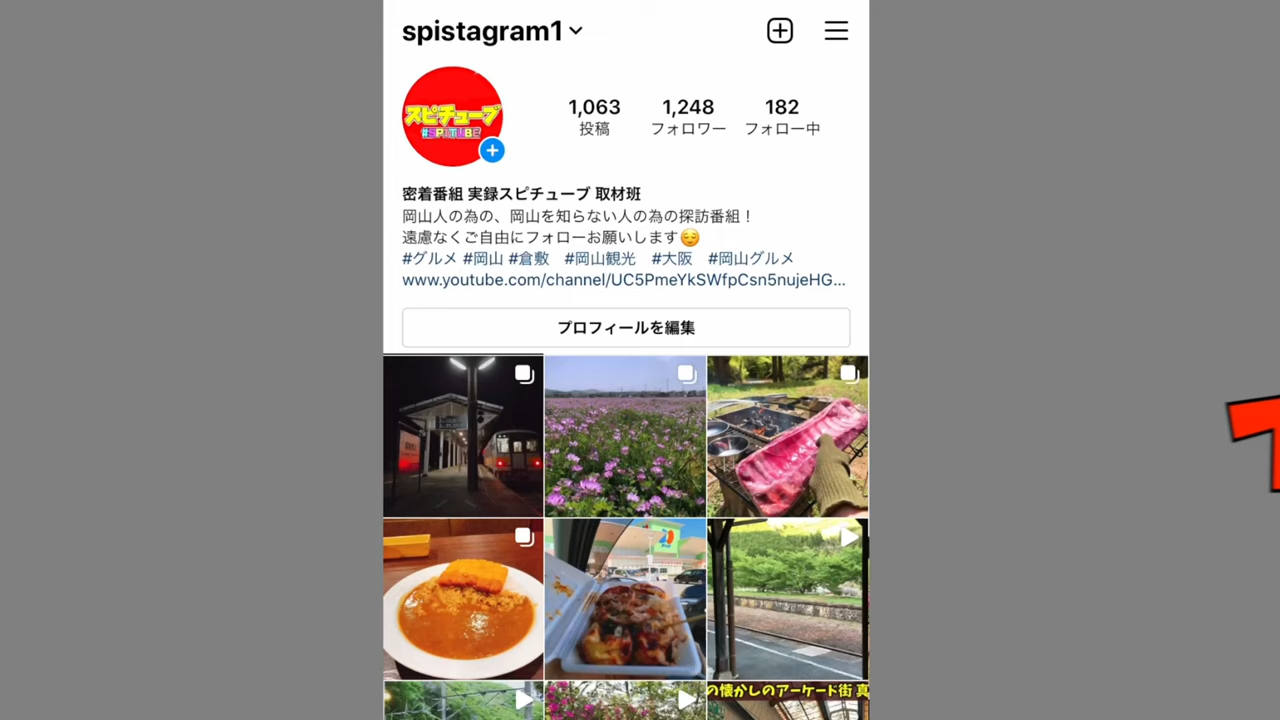 spistagram1
スピチューブ
#SPITUBE
1,063
投稿
1,248
フォロワー
182
フォロー中
密着番組 実録スピチューブ 取材班
岡山人の為の、岡山を知らない人の為の探訪番組！
遠慮なくご自由にフォローお願いします😌
#グルメ #岡山 #倉敷 #岡山観光 #大阪 #岡山グルメ
www.youtube.com/channel/UC5PmeYkSWfpCsn5nujeHG...
プロフィールを編集
の懐かしのアーケード街 真